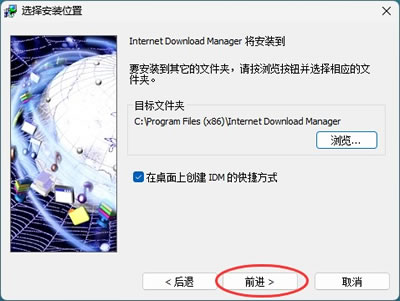 选择安装位置
Internet Download Manager 将安装到
要安装到其它的文件夹，请按浏览按钮并选择相应的文
件夹。
目标文件夹
C:\Program Files (x86)\Internet Download Manager
浏览...
在桌面上创建 IDM 的快捷方式
< 后退
前进 >
取消